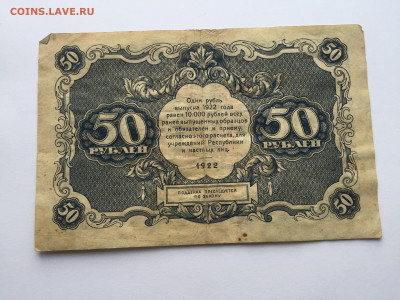 COINS.LAVE.RU
50
50
Один рубль
выпуска 1922 года
равен 10.000 рублей всех
ранее выпущенных образцов
и обязателен к приему,
согласно этого расчета, для
учреждений Республики
и частных лиц.
1922
50
РУБЛЕЙ
50
РУБЛЕЙ
ПОДДЕЛКА ПРЕСЛЕДУЕТСЯ
ПО ЗАКОНУ
50
50